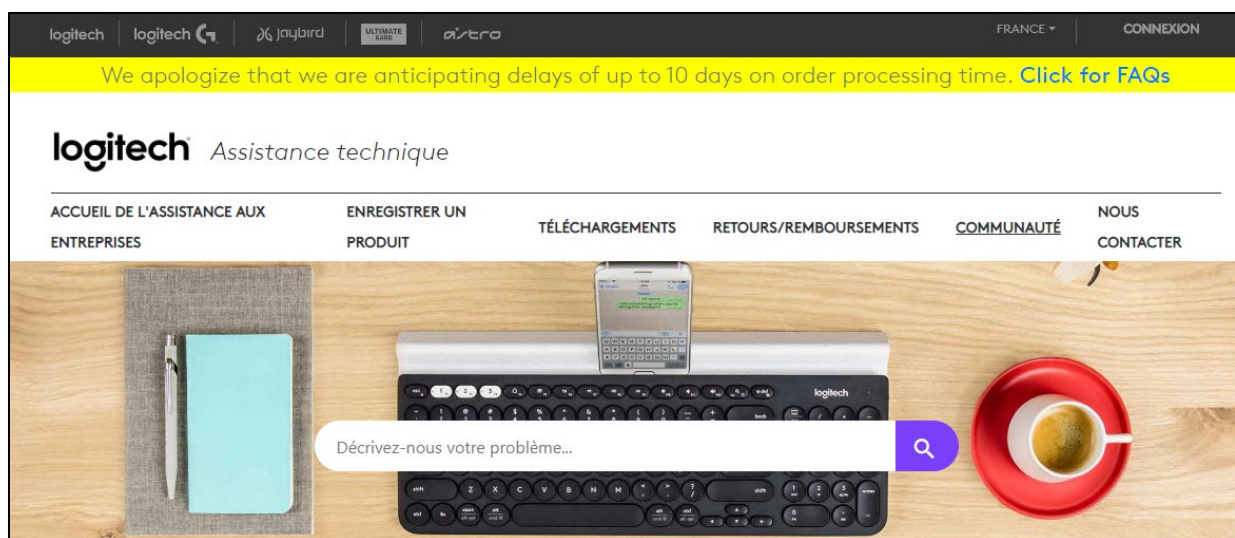 logitech logitech G jaybird ULTIMATE EARS astro FRANCE CONNEXION
We apologize that we are anticipating delays of up to 10 days on order processing time. Click for FAQs
logitech Assistance technique
ACCUEIL DE L'ASSISTANCE AUX
ENTREPRISES
ENREGISTRER UN
PRODUIT
TÉLÉCHARGEMENTS
RETOURS/REMBOURSEMENTS
COMMUNAUTÉ
NOUS
CONTACTER
logitech
Décrivez-nous votre problème...
shift Z X C V B N M shift